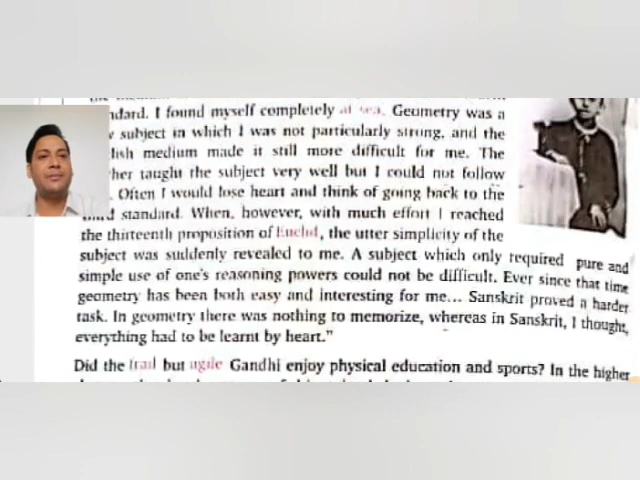 ndard. I found myself completely at sea. Geometry was a
subject in which I was not particularly strong, and the
lish medium made it still more difficult for me. The
her taught the subject very well but I could not follow
Often I would lose heart and think of going back to the
third standard. When, however, with much effort I reached
the thirteenth proposition of Euclid, the utter simplicity of the
subject was suddenly revealed to me. A subject which only required pure and
simple use of one's reasoning powers could not be difficult. Ever since that time
geometry has been both easy and interesting for me... Sanskrit proved a harder
task. In geometry there was nothing to memorize, whereas in Sanskrit, I thought,
everything had to be learnt by heart."
Did the frail but agile Gandhi enjoy physical education and sports? In the higher